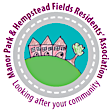 Manor Park & Hempstead Fields Residents' Association
Looking after your community